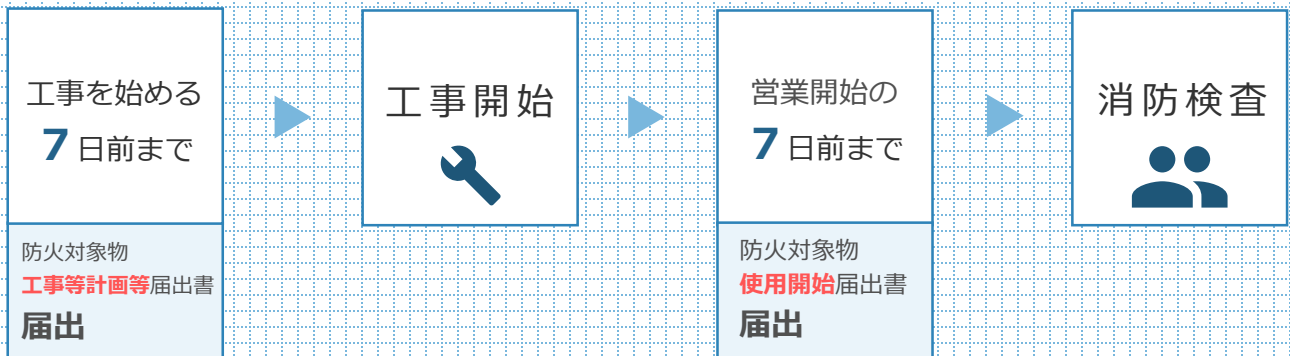 工事を始める
7日前まで
防火対象物
工事等計画等届出書
届出
工事開始
営業開始の
7日前まで
防火対象物
使用開始届出書
届出
消防検査